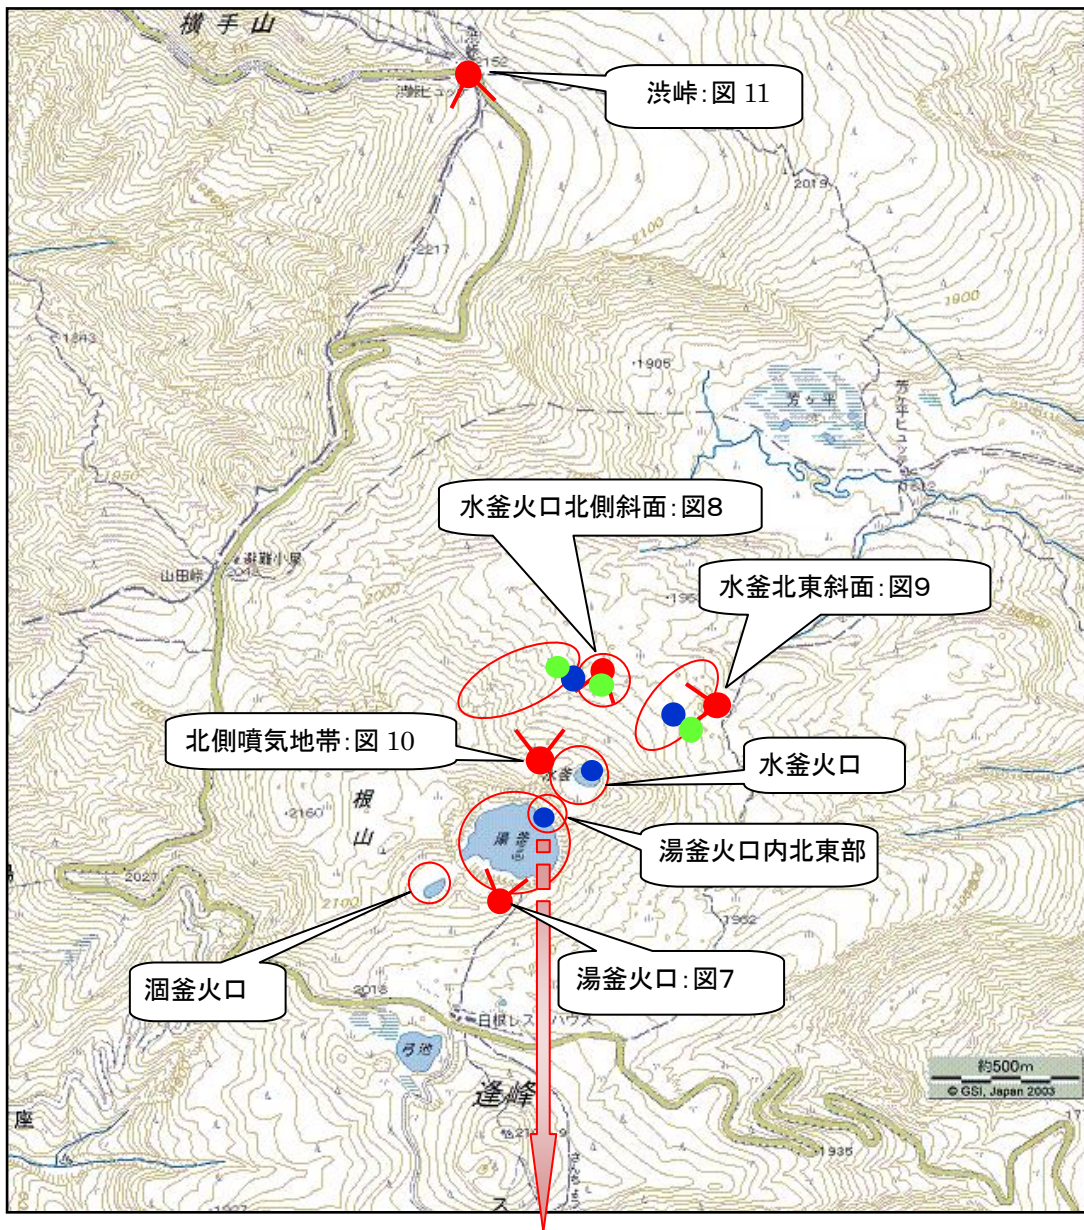 横手山
渋峠
2152
渋峠:図 11
渋峠ヒュッテ
2019
2100
2217
1900
1843
1905
芳ヶ平
芳ヶ平ヒュッテ
水釜火口北側斜面:図8
避難小屋
山田峠
2000
水釜北東斜面:図9
北側噴気地帯:図 10
水釜
水釜火口
根山
2160
湯釜
湯釜火口内北東部
2027
2100
1962
涸釜火口
湯釜火口:図7
2018
白根レストハウス
弓池
約500m
© GSI, Japan 2003
逢峰
座
1935
ス